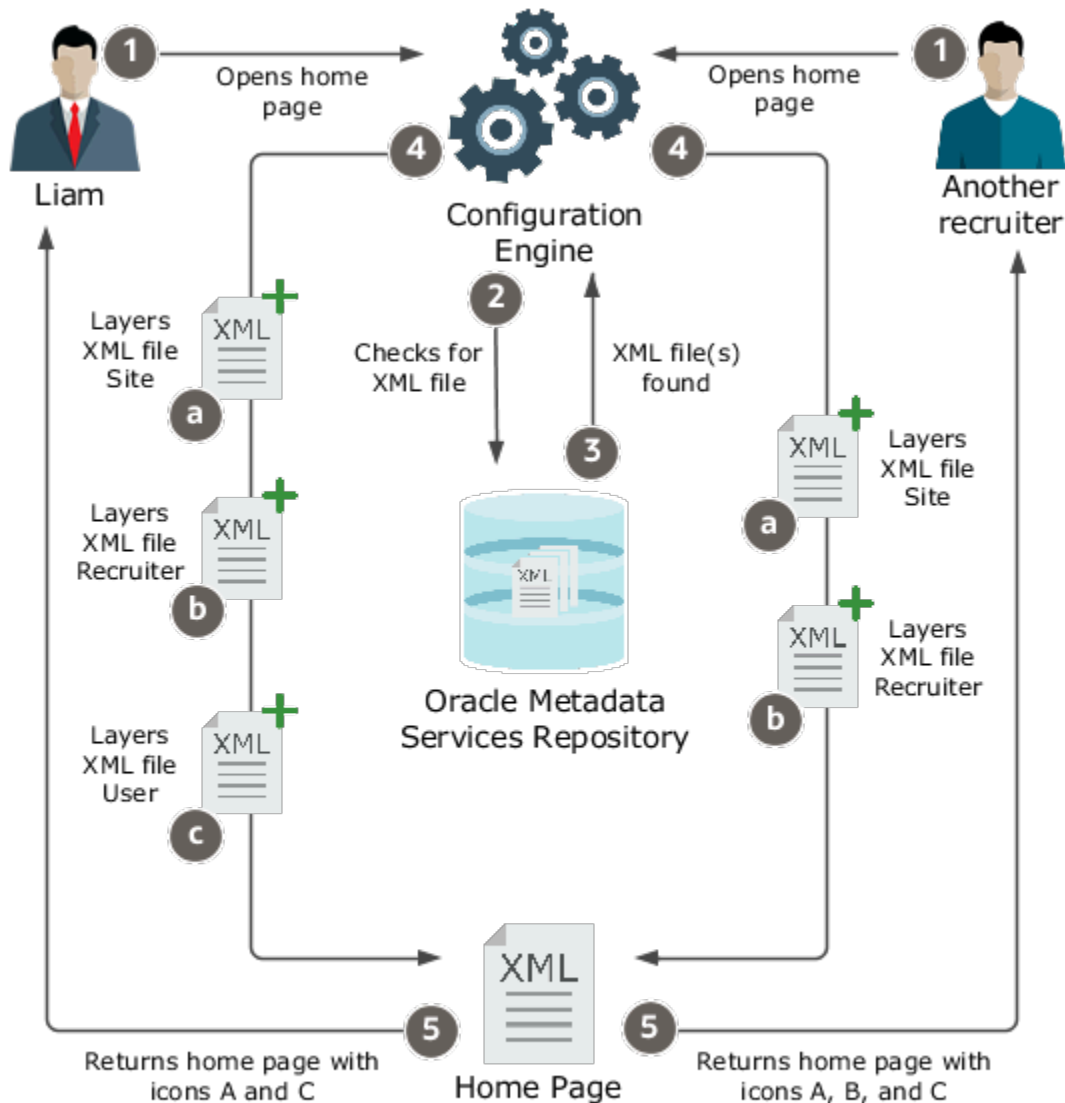 1
Opens home
page
Liam
4
Configuration
Engine
1
Opens home
page
4
Another
recruiter
2
Checks for
XML file
XML file(s)
found
3
XML
Oracle Metadata
Services Repository
Layers
XML file
Site
XML
a
Layers
XML file
Recruiter
XML
b
Layers
XML file
User
XML
c
XML
Layers
XML file
Site
a
XML
Layers
XML file
Recruiter
b
XML
Home Page
5
Returns home page with
icons A and C
5
Returns home page with
icons A, B, and C